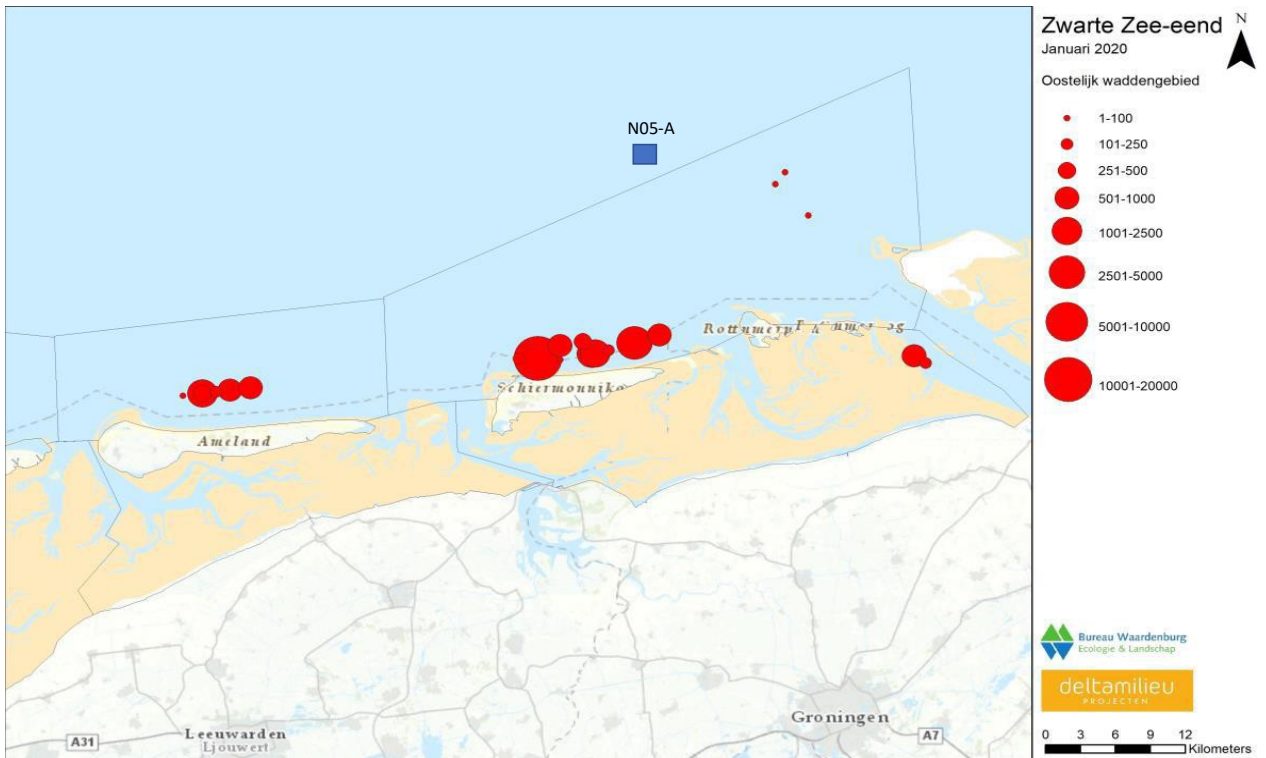 Zwarte Zee-eend
N
Januari 2020
Oostelijk waddengebied
1-100
101-250
251-500
501-1000
1001-2500
2501-5000
5001-10000
10001-20000
N05-A
Rottumerp
Schiermonniko
Ameland
Leeuwarden
Ljouwert
A31
Groningen
A7
Bureau Waardenburg
Ecologie & Landschap
deltamilieu
PROJECTEN
0 3 6 9 12
Kilometers